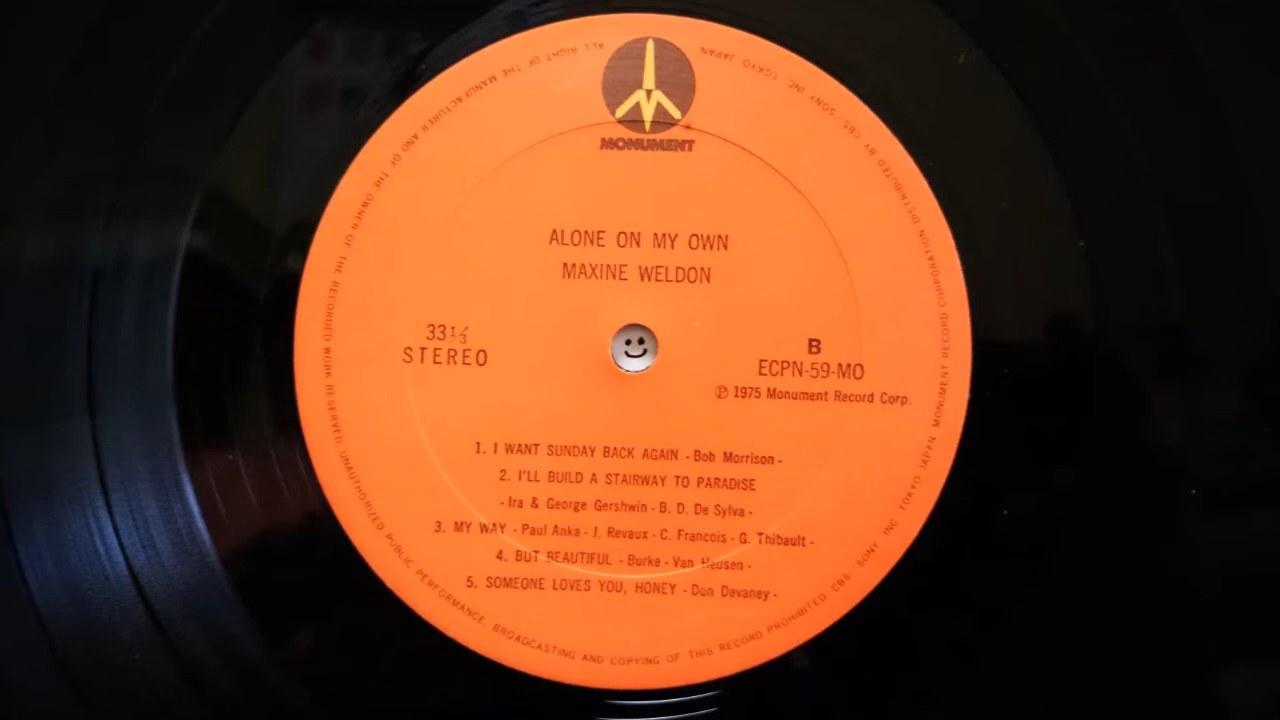 MONUMENT
ALONE ON MY OWN
MAXINE WELDON
33⅓
STEREO
B
ECPN-59-MO
Ⓟ 1975 Monument Record Corp.
1. I WANT SUNDAY BACK AGAIN - Bob Morrison -
2. I'LL BUILD A STAIRWAY TO PARADISE
- Ira & George Gershwin - B. D. De Sylva -
3. MY WAY - Paul Anka - J. Revaux - C. Francois - G. Thibault -
4. BUT BEAUTIFUL - Burke - Van Heusen -
5. SOMEONE LOVES YOU, HONEY - Don Devaney -
ALL RIGHT OF THE MANUFACTURER AND OF THE OWNER OF THE RECORDED WORK RESERVED. UNAUTHORIZED PUBLIC PERFORMANCE, BROADCASTING AND COPYING OF THIS RECORD PROHIBITED. CBS · SONY INC TOKYO JAPAN MONUMENT RECORD CORPORATION-DISTRIBUTED BY CBS · SONY INC TOKYO JAPAN